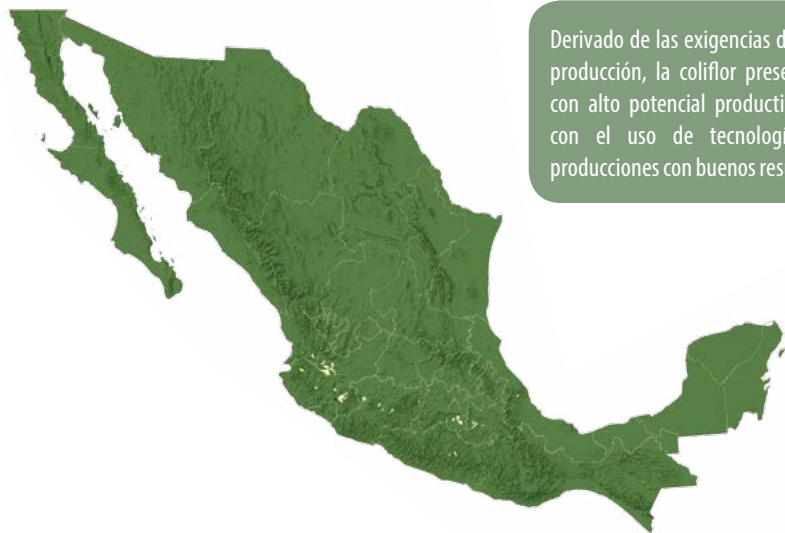 Derivado de las exigencias d
producción, la coliflor prese
con alto potencial producti
con el uso de tecnologí
producciones con buenos res